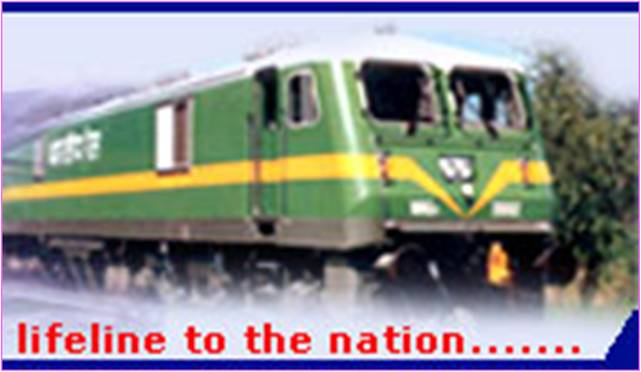 lifeline to the nation.......